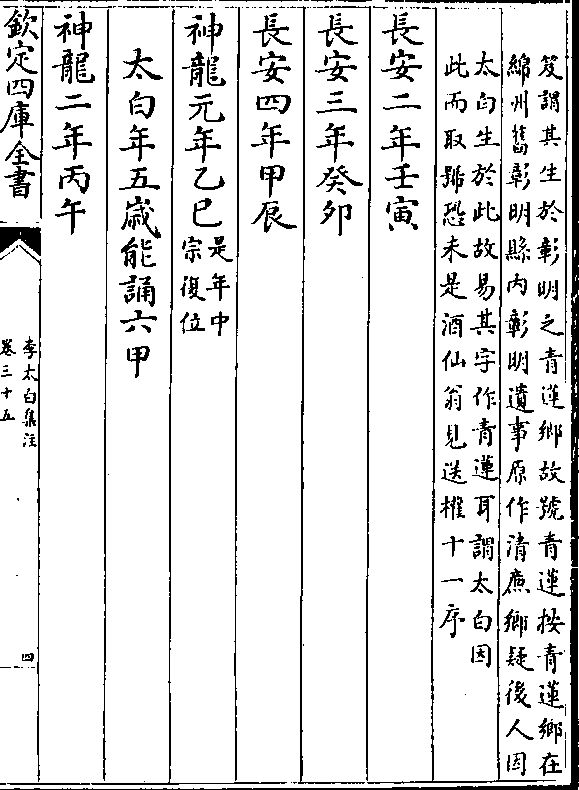 笈謂其生於彰明之青蓮鄉故號青蓮按青蓮鄉在
綿州舊彰明縣内彰明遺事原作清廉鄉疑後人因
太白生於此故易其字作青蓮耳謂太白因
此而取號恐未是酒仙翁見送權十一序
長安二年壬寅
長安三年癸卯
長安四年甲辰
神龍元年乙巳是年中
宗復位
太白年五歲能誦六甲
神龍二年丙午
欽定四庫全書
李太白集注
卷三十五
四